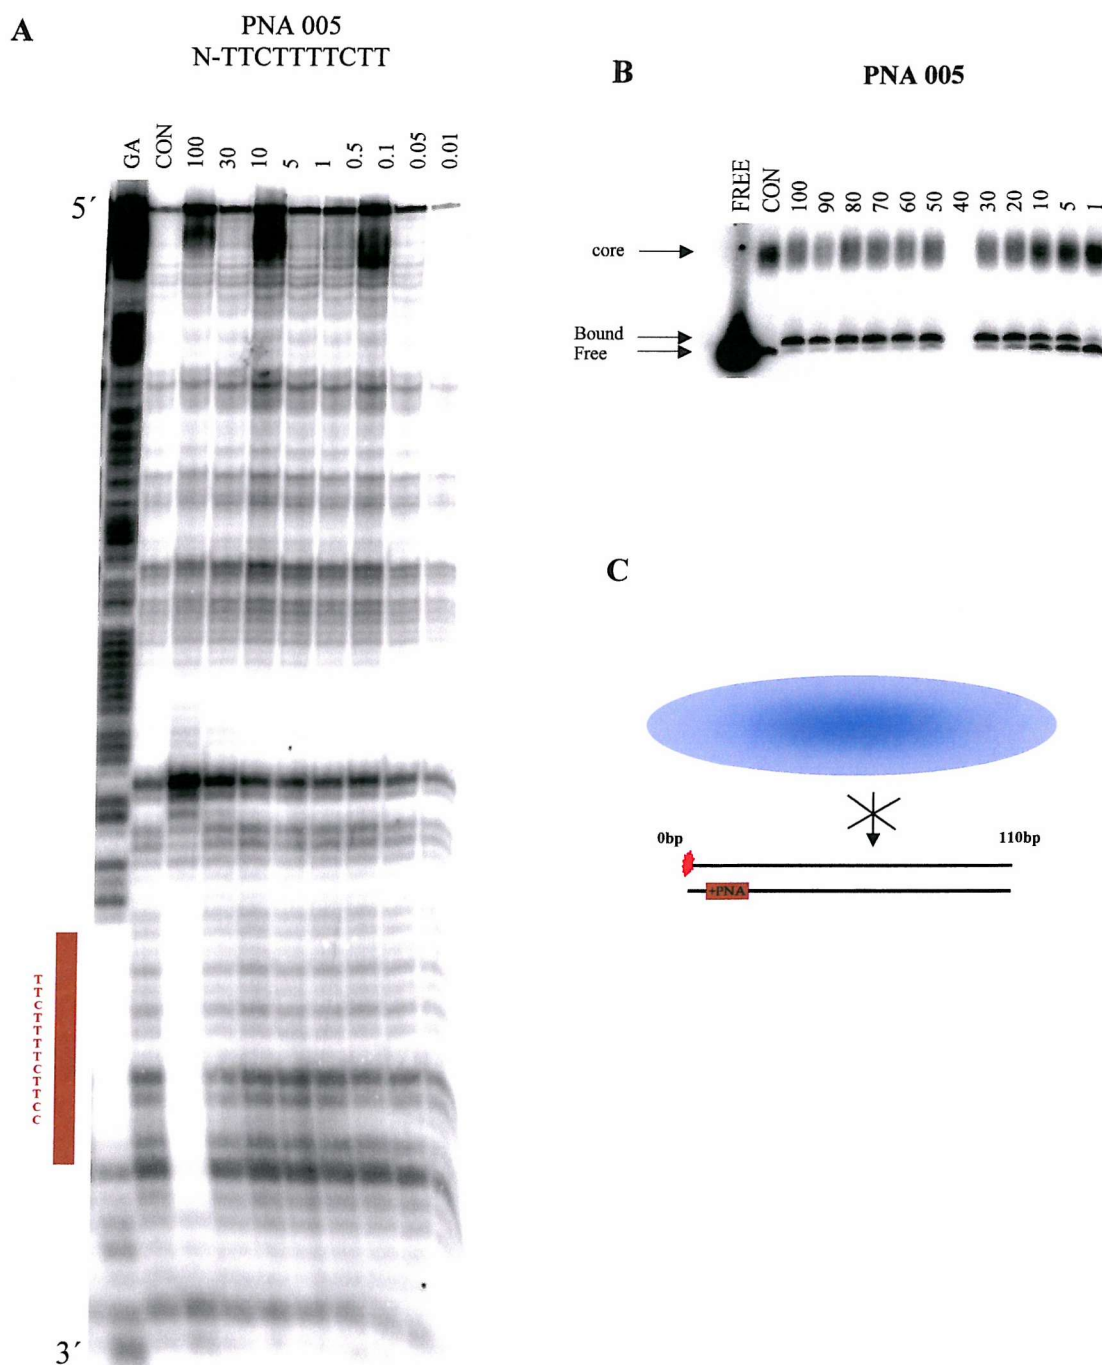 A
PNA 005
N-TTCTTTTCTT
GA CON 100 30 10 5 1 0.5 0.1 0.05 0.01
5´
TTCTTTTCTTCC
3´
B
PNA 005
FREE CON 100 90 80 70 60 50 40 30 20 10 5 1
core
Bound
Free
C
0bp 110bp
+PNA